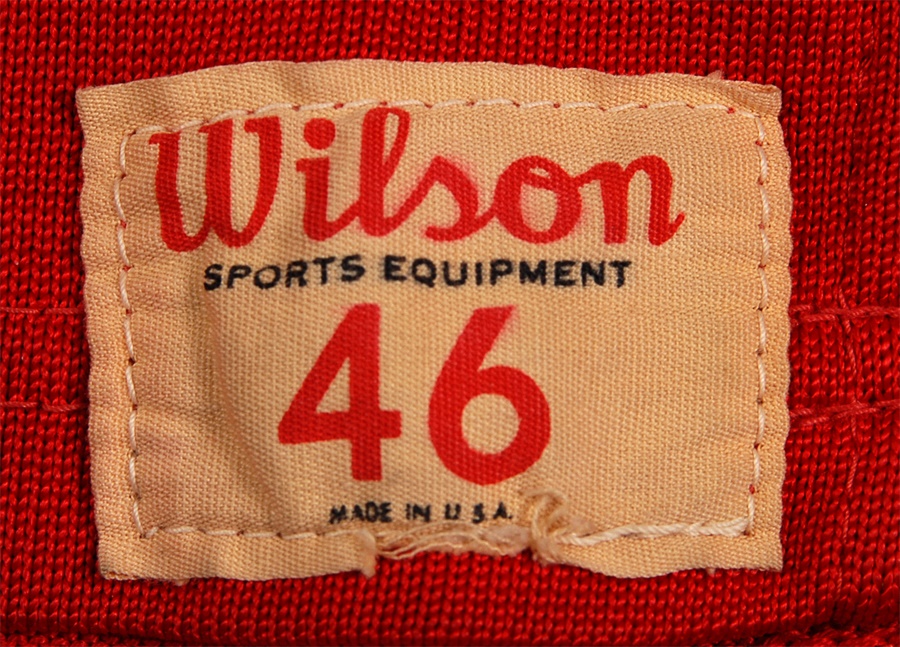 Wilson
SPORTS EQUIPMENT
46
MADE IN U.S.A.